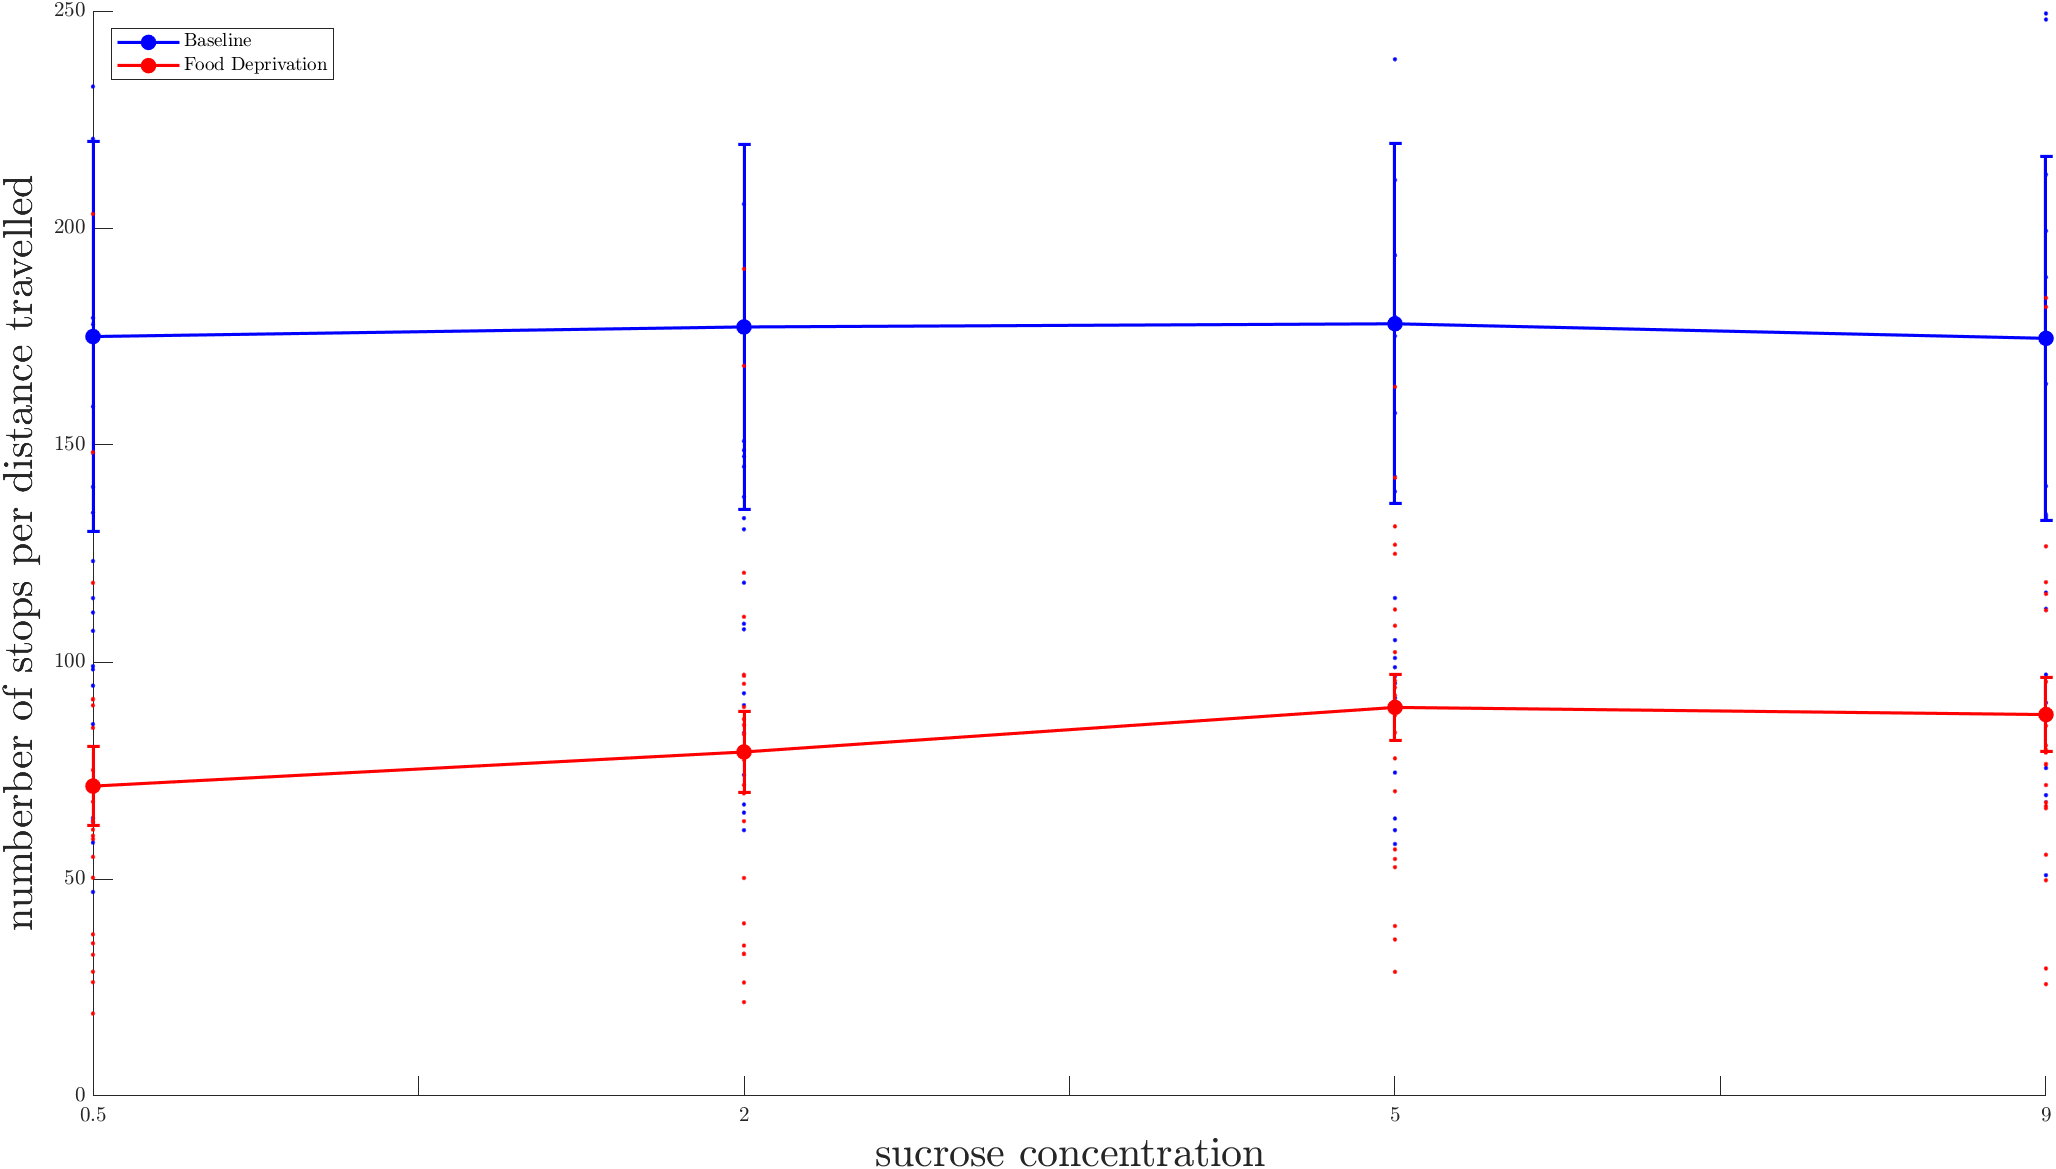 250
200
150
100
50
0
Baseline
Food Deprivation
numberber of stops per distance travelled
0.5
2
5
9
sucrose concentration